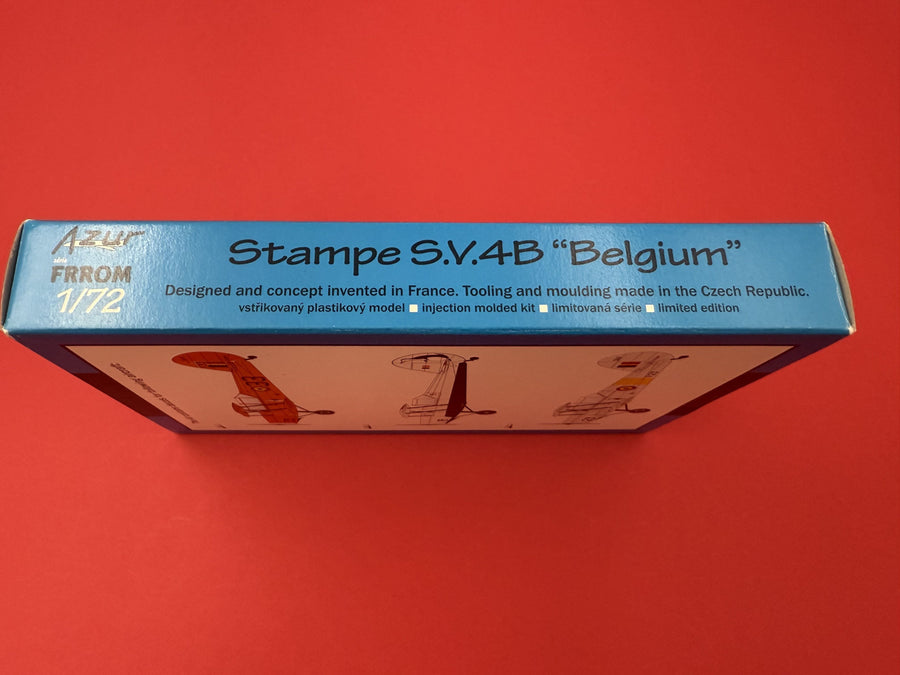 Azur
série
FRROM
1/72
Stampe S.V.4B “Belgium”
Designed and concept invented in France. Tooling and moulding made in the Czech Republic.
vstřikovaný plastikový model ■ injection molded kit ■ limitovaná série ■ limited edition